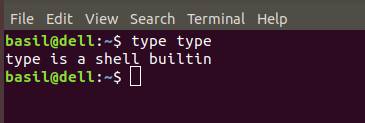 File Edit View Search Terminal Help
basil@dell:~$ type type
type is a shell builtin
basil@dell:~$